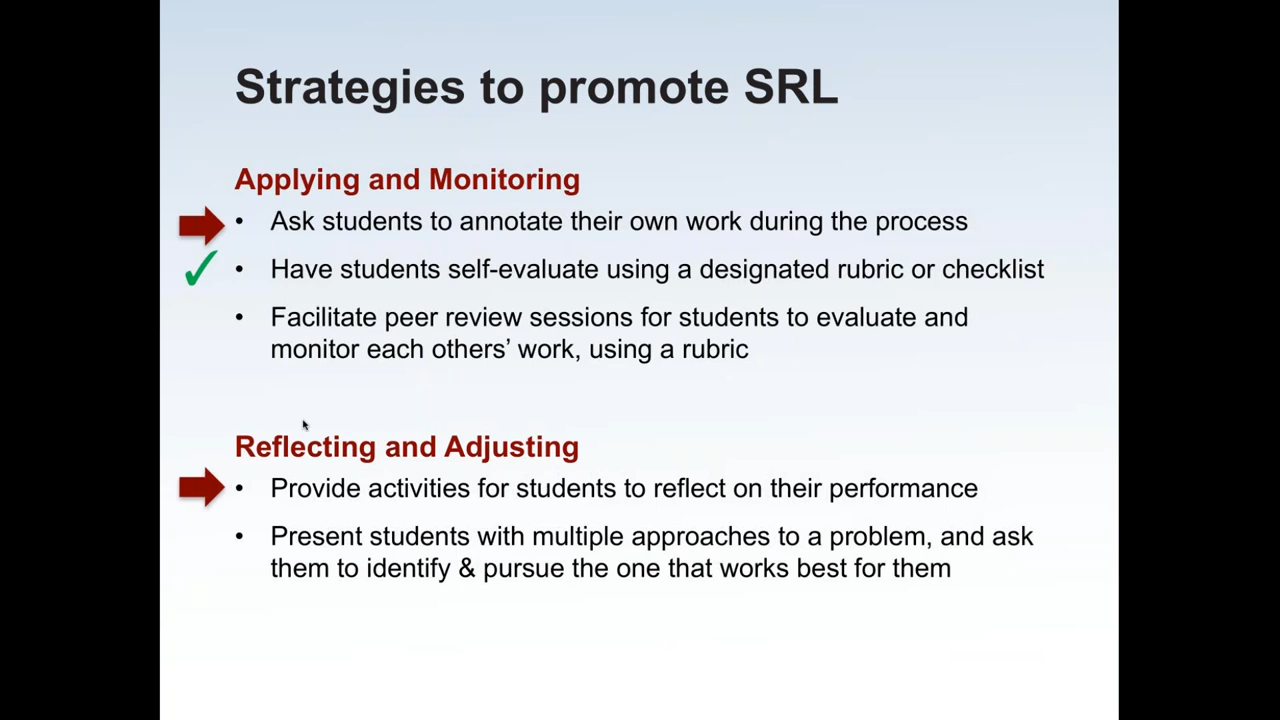 Strategies to promote SRL
Applying and Monitoring
• Ask students to annotate their own work during the process
✓ • Have students self-evaluate using a designated rubric or checklist
• Facilitate peer review sessions for students to evaluate and
monitor each others’ work, using a rubric
Reflecting and Adjusting
• Provide activities for students to reflect on their performance
• Present students with multiple approaches to a problem, and ask
them to identify & pursue the one that works best for them